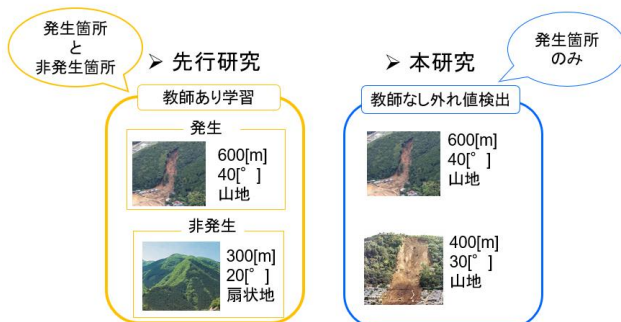 発生箇所
と
非発生箇所
➢ 先行研究
教師あり学習
発生
600[m]
40[°]
山地
非発生
300[m]
20[°]
扇状地
発生箇所
のみ
➢ 本研究
教師なし外れ値検出
600[m]
40[°]
山地
400[m]
30[°]
山地